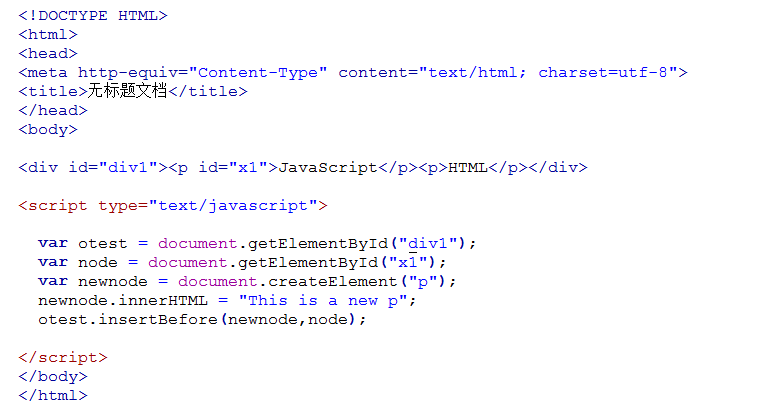 <!DOCTYPE HTML>
<html>
<head>
<meta http-equiv="Content-Type" content="text/html; charset=utf-8">
<title>无标题文档</title>
</head>
<body>
<div id="div1"><p id="x1">JavaScript</p><p>HTML</p></div>
<script type="text/javascript">
var otest = document.getElementById("div1");
var node = document.getElementById("x1");
var newnode = document.createElement("p");
newnode.innerHTML = "This is a new p";
otest.insertBefore(newnode,node);
</script>
</body>
</html>